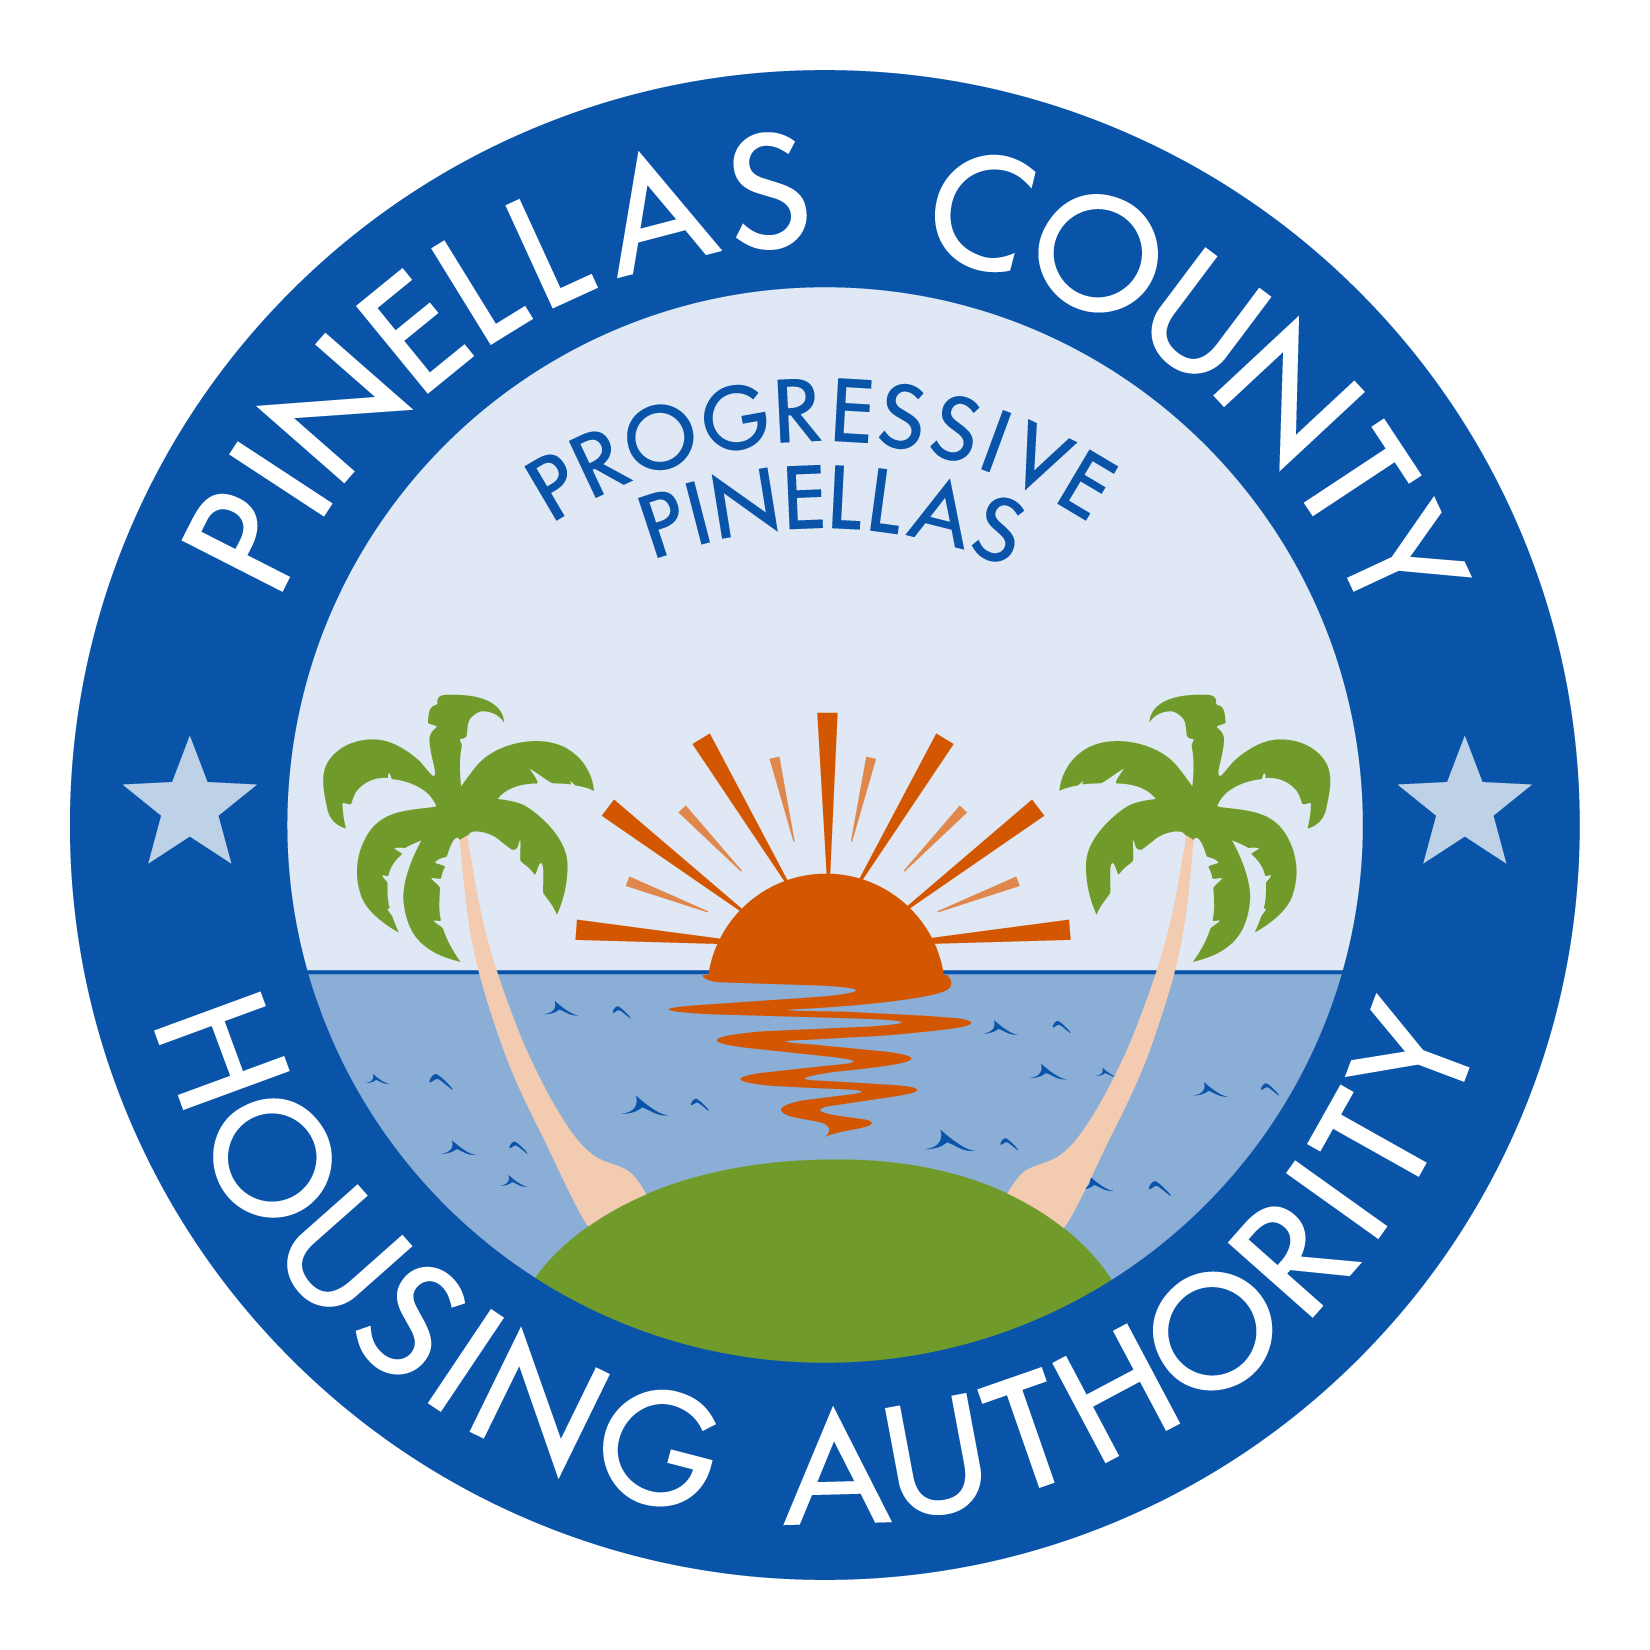 PINELLAS COUNTY
PROGRESSIVE
PINELLAS
HOUSING AUTHORITY